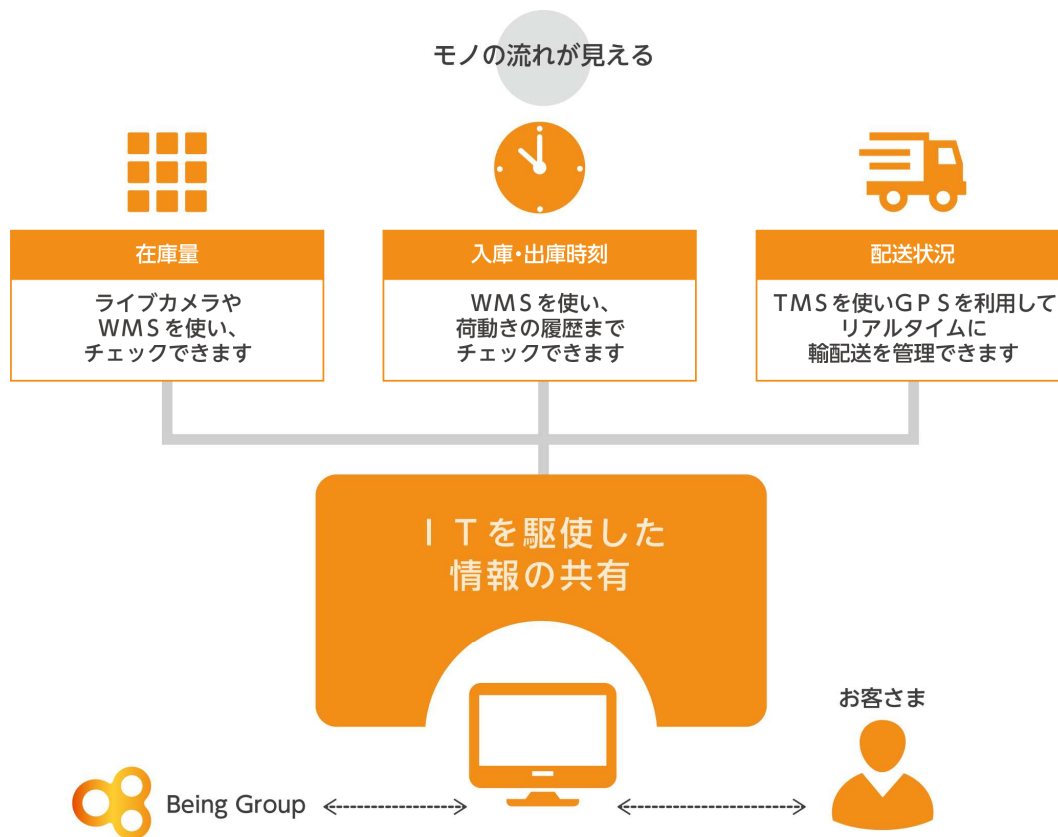 モノの流れが見える
在庫量
ライブカメラや
ＷＭＳを使い、
チェックできます
入庫・出庫時刻
ＷＭＳを使い、
荷動きの履歴まで
チェックできます
配送状況
ＴＭＳを使いＧＰＳを利用して
リアルタイムに
輸配送を管理できます
ＩＴを駆使した
情報の共有
お客さま
Being Group